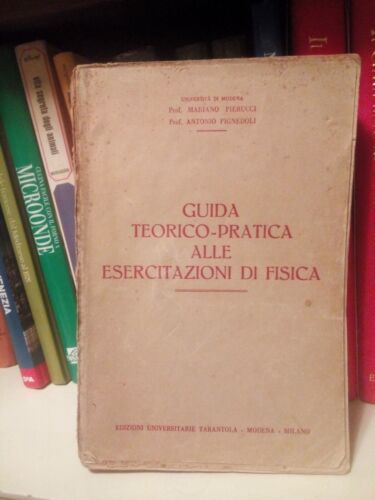 UNIVERSITÀ DI MODENA
Prof. MARIANO PIERUCCI
Prof. ANTONIO PIGNEDOLI
GUIDA
TEORICO-PRATICA
ALLE
ESERCITAZIONI DI FISICA
EDIZIONI UNIVERSITARIE TARANTOLA - MODENA - MILANO
MICROONDE
VENEZIA